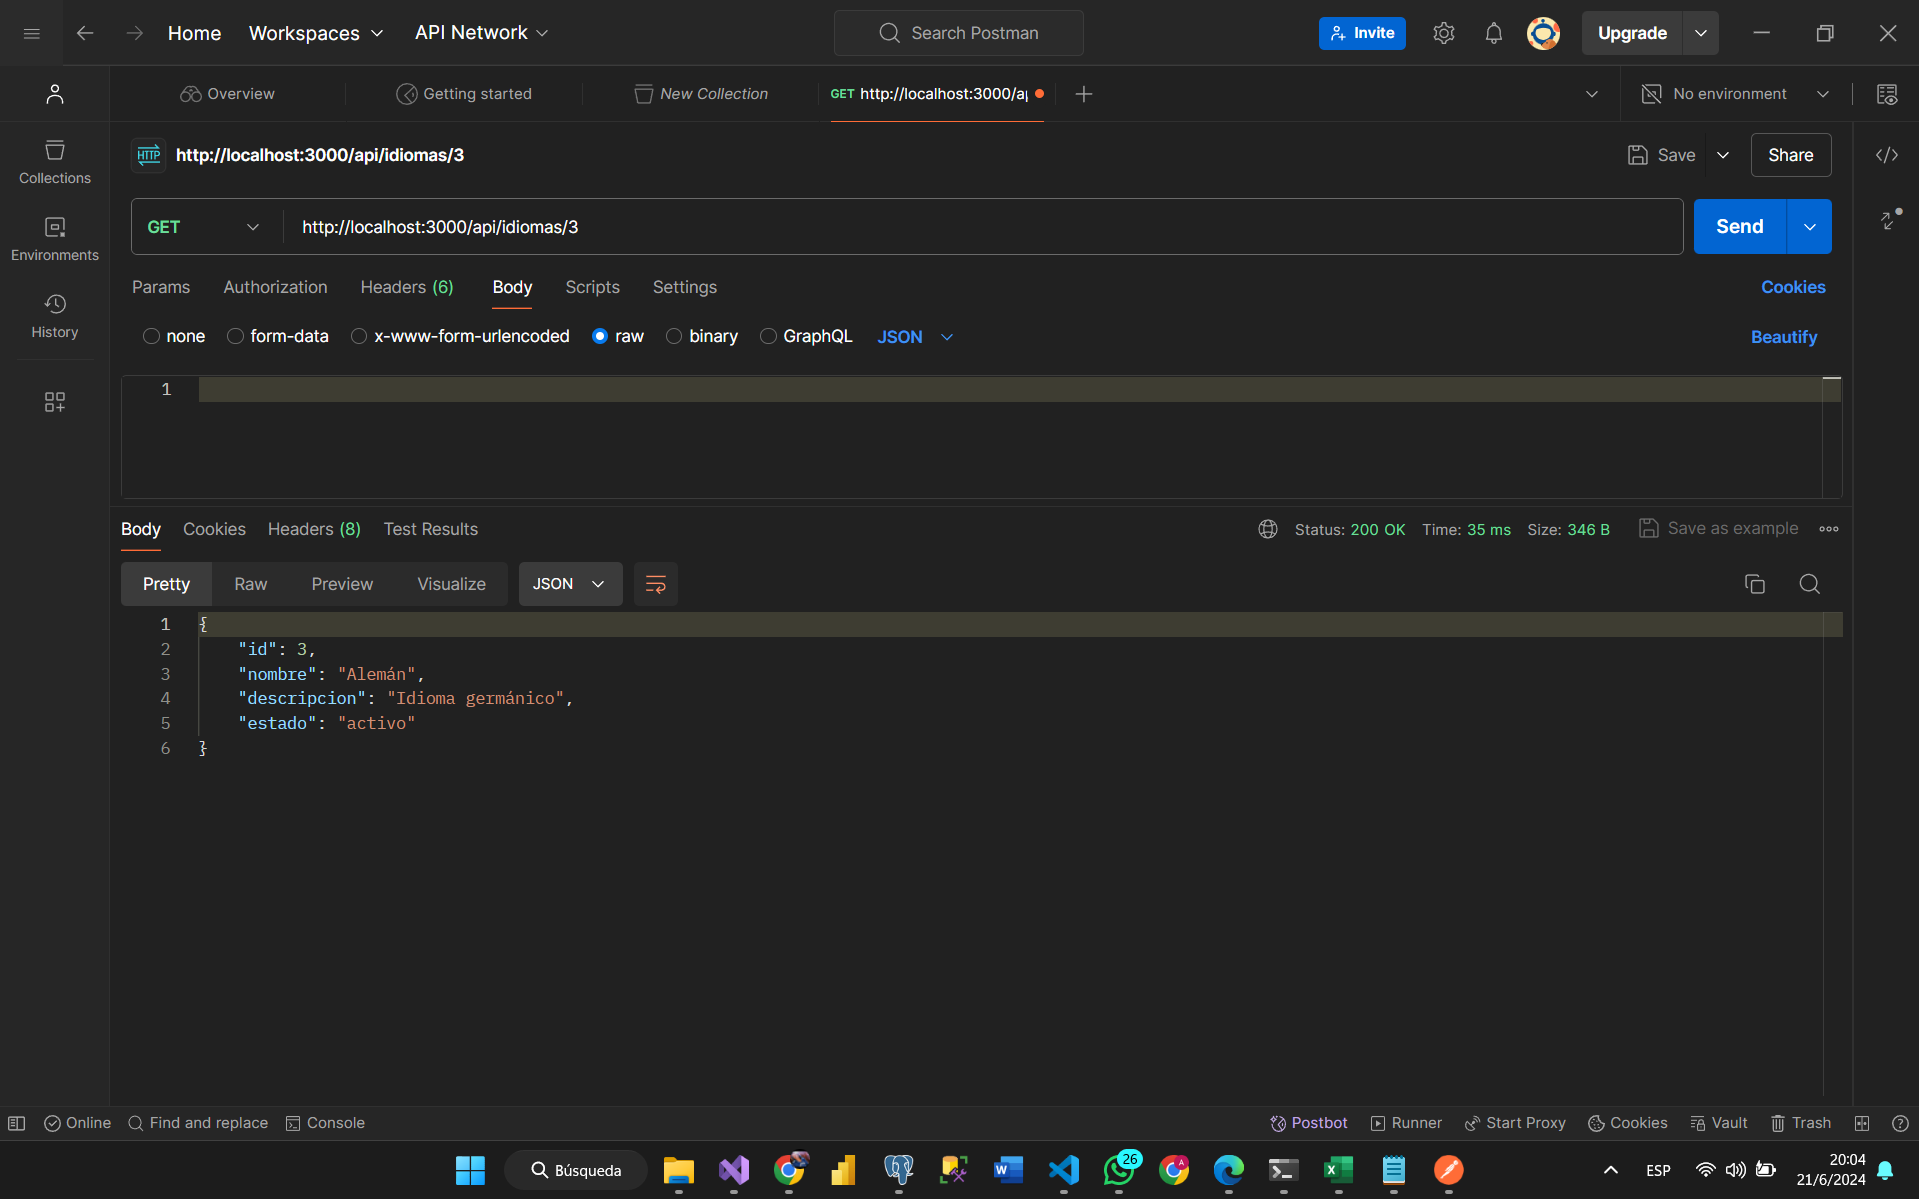 Home
Workspaces
API Network
Search Postman
Invite
Upgrade
Overview
Getting started
New Collection
GET http://localhost:3000/a
No environment
HTTP http://localhost:3000/api/idiomas/3
Save
Share
Collections
Environments
History
GET
http://localhost:3000/api/idiomas/3
Send
Params
Authorization
Headers (6)
Body
Scripts
Settings
Cookies
none
form-data
x-www-form-urlencoded
raw
binary
GraphQL
JSON
Beautify
1
Body
Cookies
Headers (8)
Test Results
Status: 200 OK
Time: 35 ms
Size: 346 B
Save as example
Pretty
Raw
Preview
Visualize
JSON
1 {
2 "id": 3,
3 "nombre": "Alemán",
4 "descripcion": "Idioma germánico",
5 "estado": "activo"
6 }
Online
Find and replace
Console
Postbot
Runner
Start Proxy
Cookies
Vault
Trash
Búsqueda
26
ESP
20:04
21/6/2024